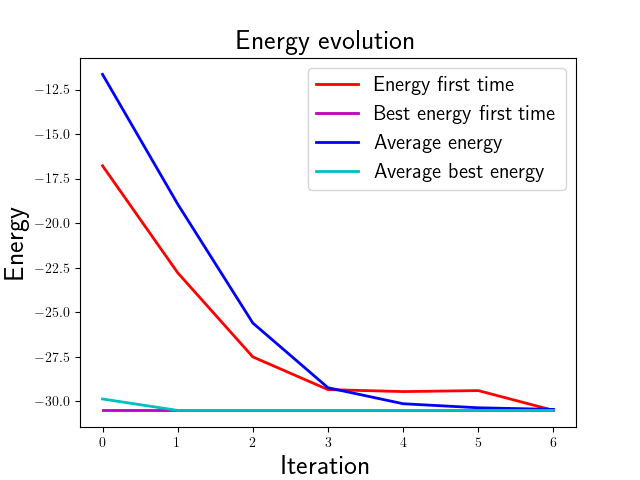 Energy evolution
Energy first time
Best energy first time
Average energy
Average best energy
Energy
−12.5
−15.0
−17.5
−20.0
−22.5
−25.0
−27.5
−30.0
0 1 2 3 4 5 6
Iteration